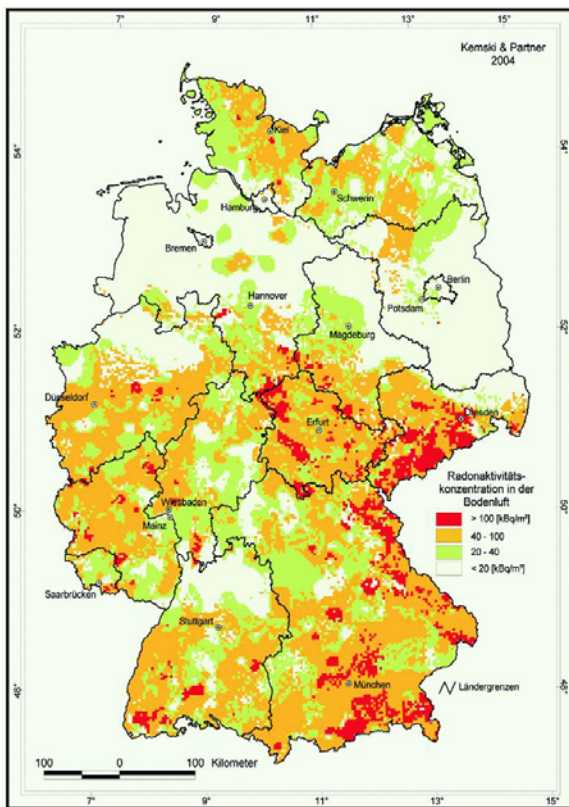 7° 9° 11° 13° 15°
Kemski & Partner
2004
Kiel
54°
54°
Schwerin
Hamburg
Bremen
Berlin
Hannover
Potsdam
52°
52°
Magdeburg
Düsseldorf
Dresden
Erfurt
Radonaktivitäts-
konzentration in der
Bodenluft
50°
50°
Wiesbaden
Mainz
> 100 [kBq/m³]
40 - 100
20 - 40
< 20 [kBq/m³]
Saarbrücken
Stuttgart
München
48°
48°
Ländergrenzen
100 0 100 Kilometer
7° 9° 11° 13° 15°